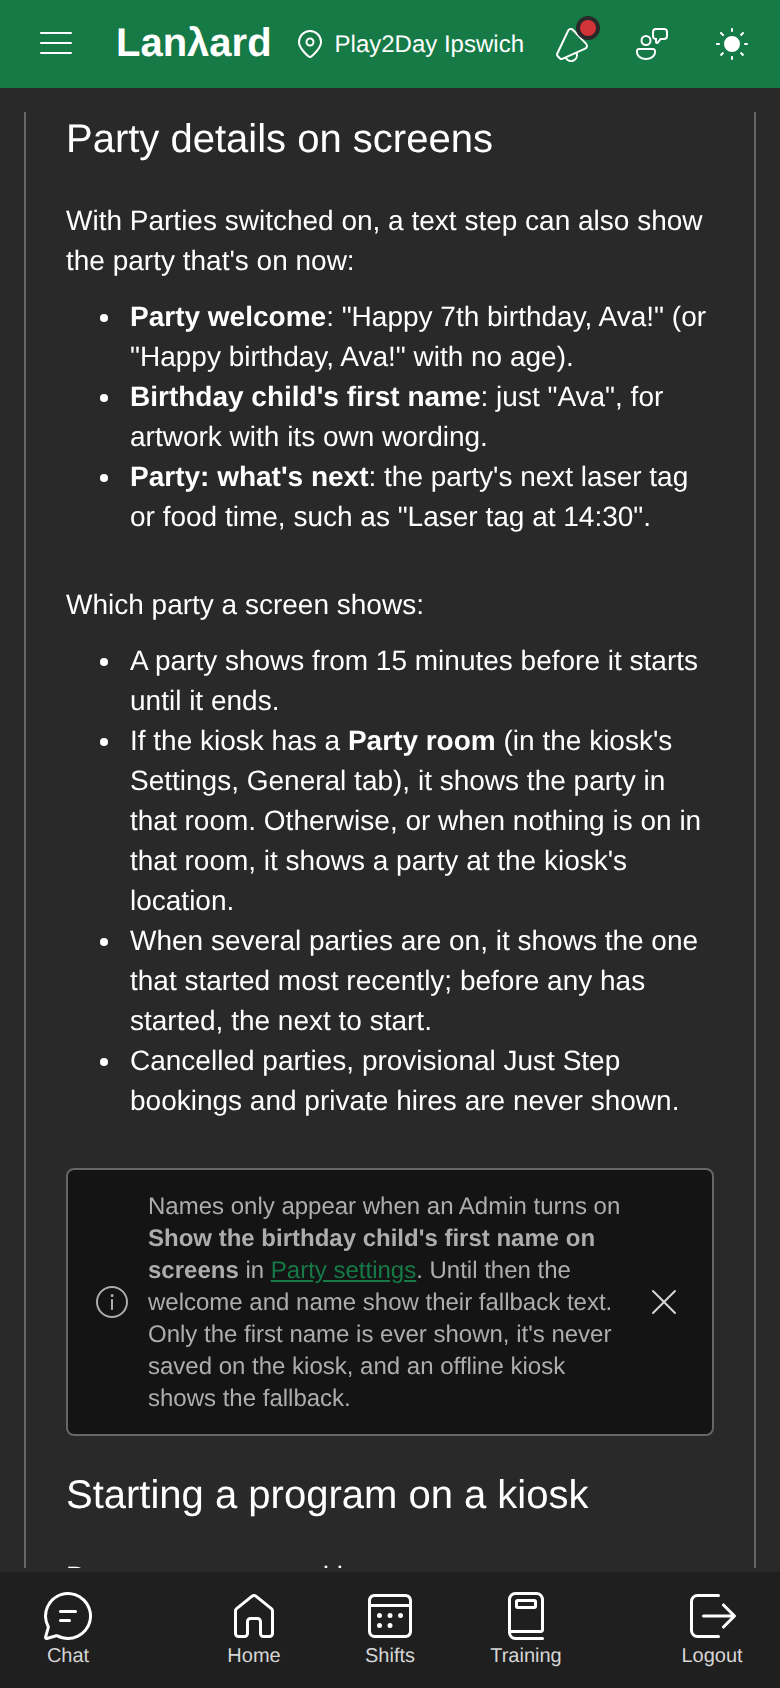 Lanλard
Play2Day Ipswich
Party details on screens
With Parties switched on, a text step can also show
the party that's on now:
• Party welcome: "Happy 7th birthday, Ava!" (or
"Happy birthday, Ava!" with no age).
• Birthday child's first name: just "Ava", for
artwork with its own wording.
• Party: what's next: the party's next laser tag
or food time, such as "Laser tag at 14:30".
Which party a screen shows:
• A party shows from 15 minutes before it starts
until it ends.
• If the kiosk has a Party room (in the kiosk's
Settings, General tab), it shows the party in
that room. Otherwise, or when nothing is on in
that room, it shows a party at the kiosk's
location.
• When several parties are on, it shows the one
that started most recently; before any has
started, the next to start.
• Cancelled parties, provisional Just Step
bookings and private hires are never shown.
Names only appear when an Admin turns on
Show the birthday child's first name on
screens in Party settings. Until then the
welcome and name show their fallback text.
Only the first name is ever shown, it's never
saved on the kiosk, and an offline kiosk
shows the fallback.
Starting a program on a kiosk
Chat
Home
Shifts
Training
Logout